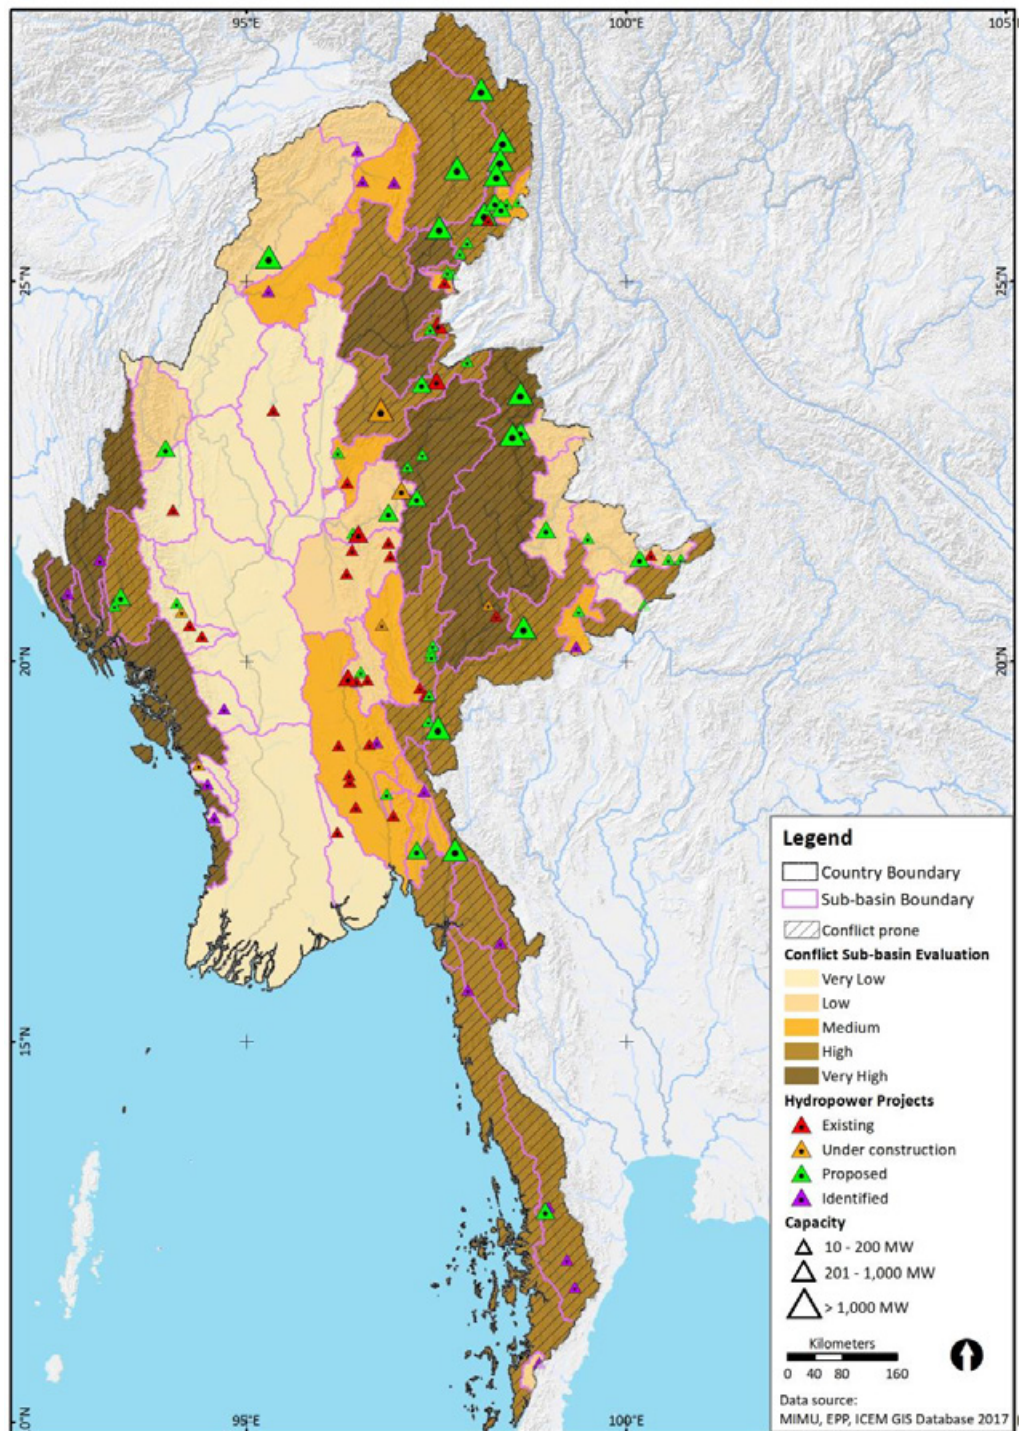 95°E
100°E
105°
25°N
25°N
20°N
20°N
15°N
Legend
Country Boundary
Sub-basin Boundary
Conflict prone
Conflict Sub-basin Evaluation
Very Low
Low
Medium
High
Very High
Hydropower Projects
Existing
Under construction
Proposed
Identified
Capacity
10 - 200 MW
201 - 1,000 MW
> 1,000 MW
Kilometers
0 40 80 160
Data source:
MIMU, EPP, ICEM GIS Database 2017
0°N
95°E
100°E